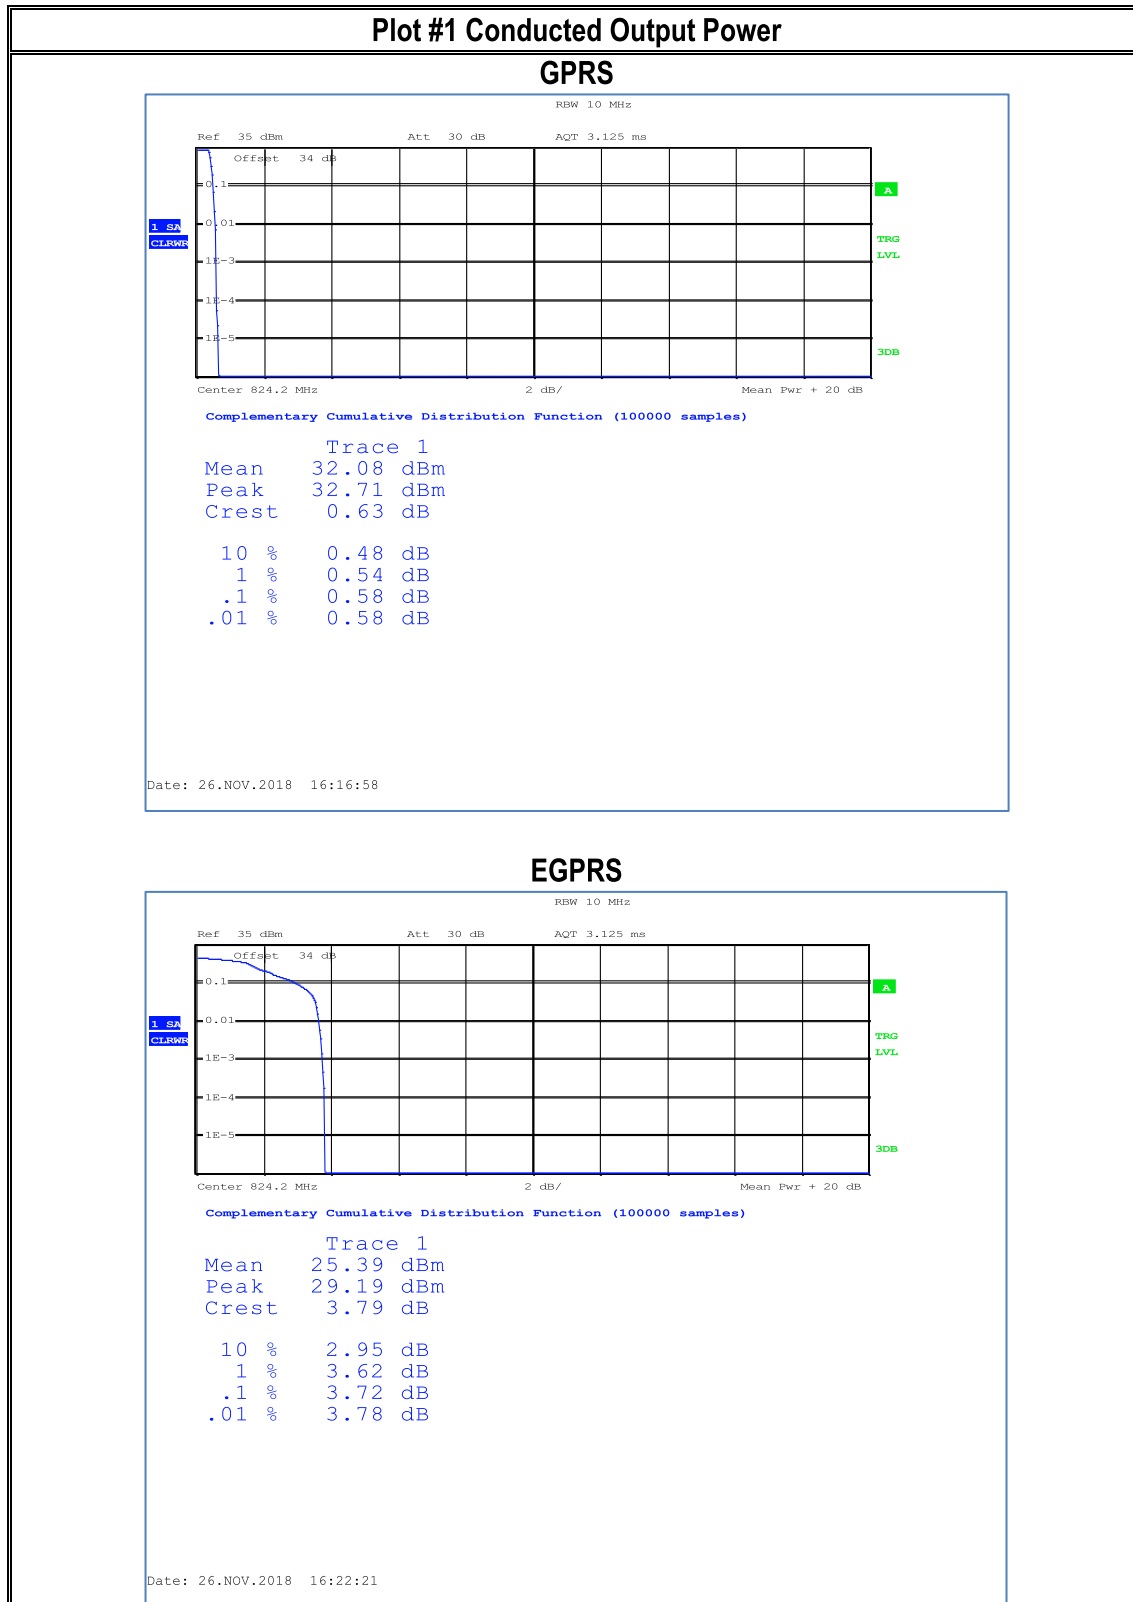 Plot #1 Conducted Output Power
GPRS
RBW 10 MHz
Ref 35 dBm Att 30 dB AQT 3.125 ms
Offset 34 dB
0.1
A
0.01
1 SA
CLRWR
TRG
LVL
1E-3
1E-4
1E-5
3DB
Center 824.2 MHz 2 dB/ Mean Pwr + 20 dB
Complementary Cumulative Distribution Function (100000 samples)
Trace 1
Mean 32.08 dBm
Peak 32.71 dBm
Crest 0.63 dB
10 % 0.48 dB
1 % 0.54 dB
.1 % 0.58 dB
.01 % 0.58 dB
Date: 26.NOV.2018 16:16:58
EGPRS
RBW 10 MHz
Ref 35 dBm Att 30 dB AQT 3.125 ms
Offset 34 dB
0.1
A
0.01
1 SA
CLRWR
TRG
LVL
1E-3
1E-4
1E-5
3DB
Center 824.2 MHz 2 dB/ Mean Pwr + 20 dB
Complementary Cumulative Distribution Function (100000 samples)
Trace 1
Mean 25.39 dBm
Peak 29.19 dBm
Crest 3.79 dB
10 % 2.95 dB
1 % 3.62 dB
.1 % 3.72 dB
.01 % 3.78 dB
Date: 26.NOV.2018 16:22:21